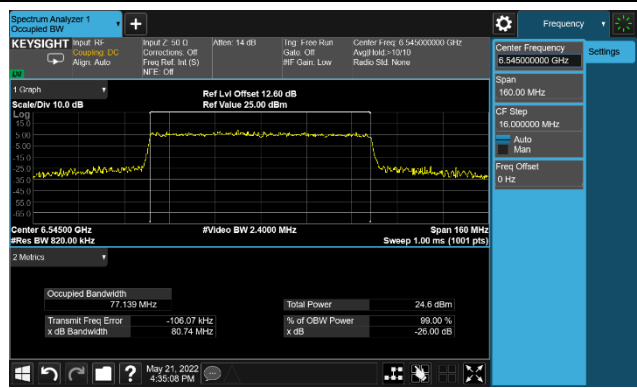 Spectrum Analyzer 1
Occupied BW
Frequency
KEYSIGHT Input: RF
Coupling: DC
Align: Auto
Input Z: 50 Ω
Corrections: Off
Freq Ref: Int (S)
NFE: Off
Atten: 14 dB
Trig: Free Run
Gate: Off
#IF Gain: Low
Center Freq: 6.545000000 GHz
Avg|Hold:>10/10
Radio Std: None
Center Frequency
6.545000000 GHz
Settings
Span
160.00 MHz
CF Step
16.000000 MHz
Auto
Man
Freq Offset
0 Hz
1 Graph
Scale/Div 10.0 dB
Ref Lvl Offset 12.60 dB
Ref Value 25.00 dBm
Log
15.0
5.00
-5.00
-15.0
-25.0
-35.0
-45.0
-55.0
-65.0
Center 6.54500 GHz
#Res BW 820.00 kHz
#Video BW 2.4000 MHz
Span 160 MHz
Sweep 1.00 ms (1001 pts)
2 Metrics
Occupied Bandwidth
77.139 MHz
Total Power 24.6 dBm
Transmit Freq Error -106.07 kHz
% of OBW Power 99.00 %
x dB Bandwidth 80.74 MHz
x dB -26.00 dB
?
May 21, 2022
4:35:08 PM